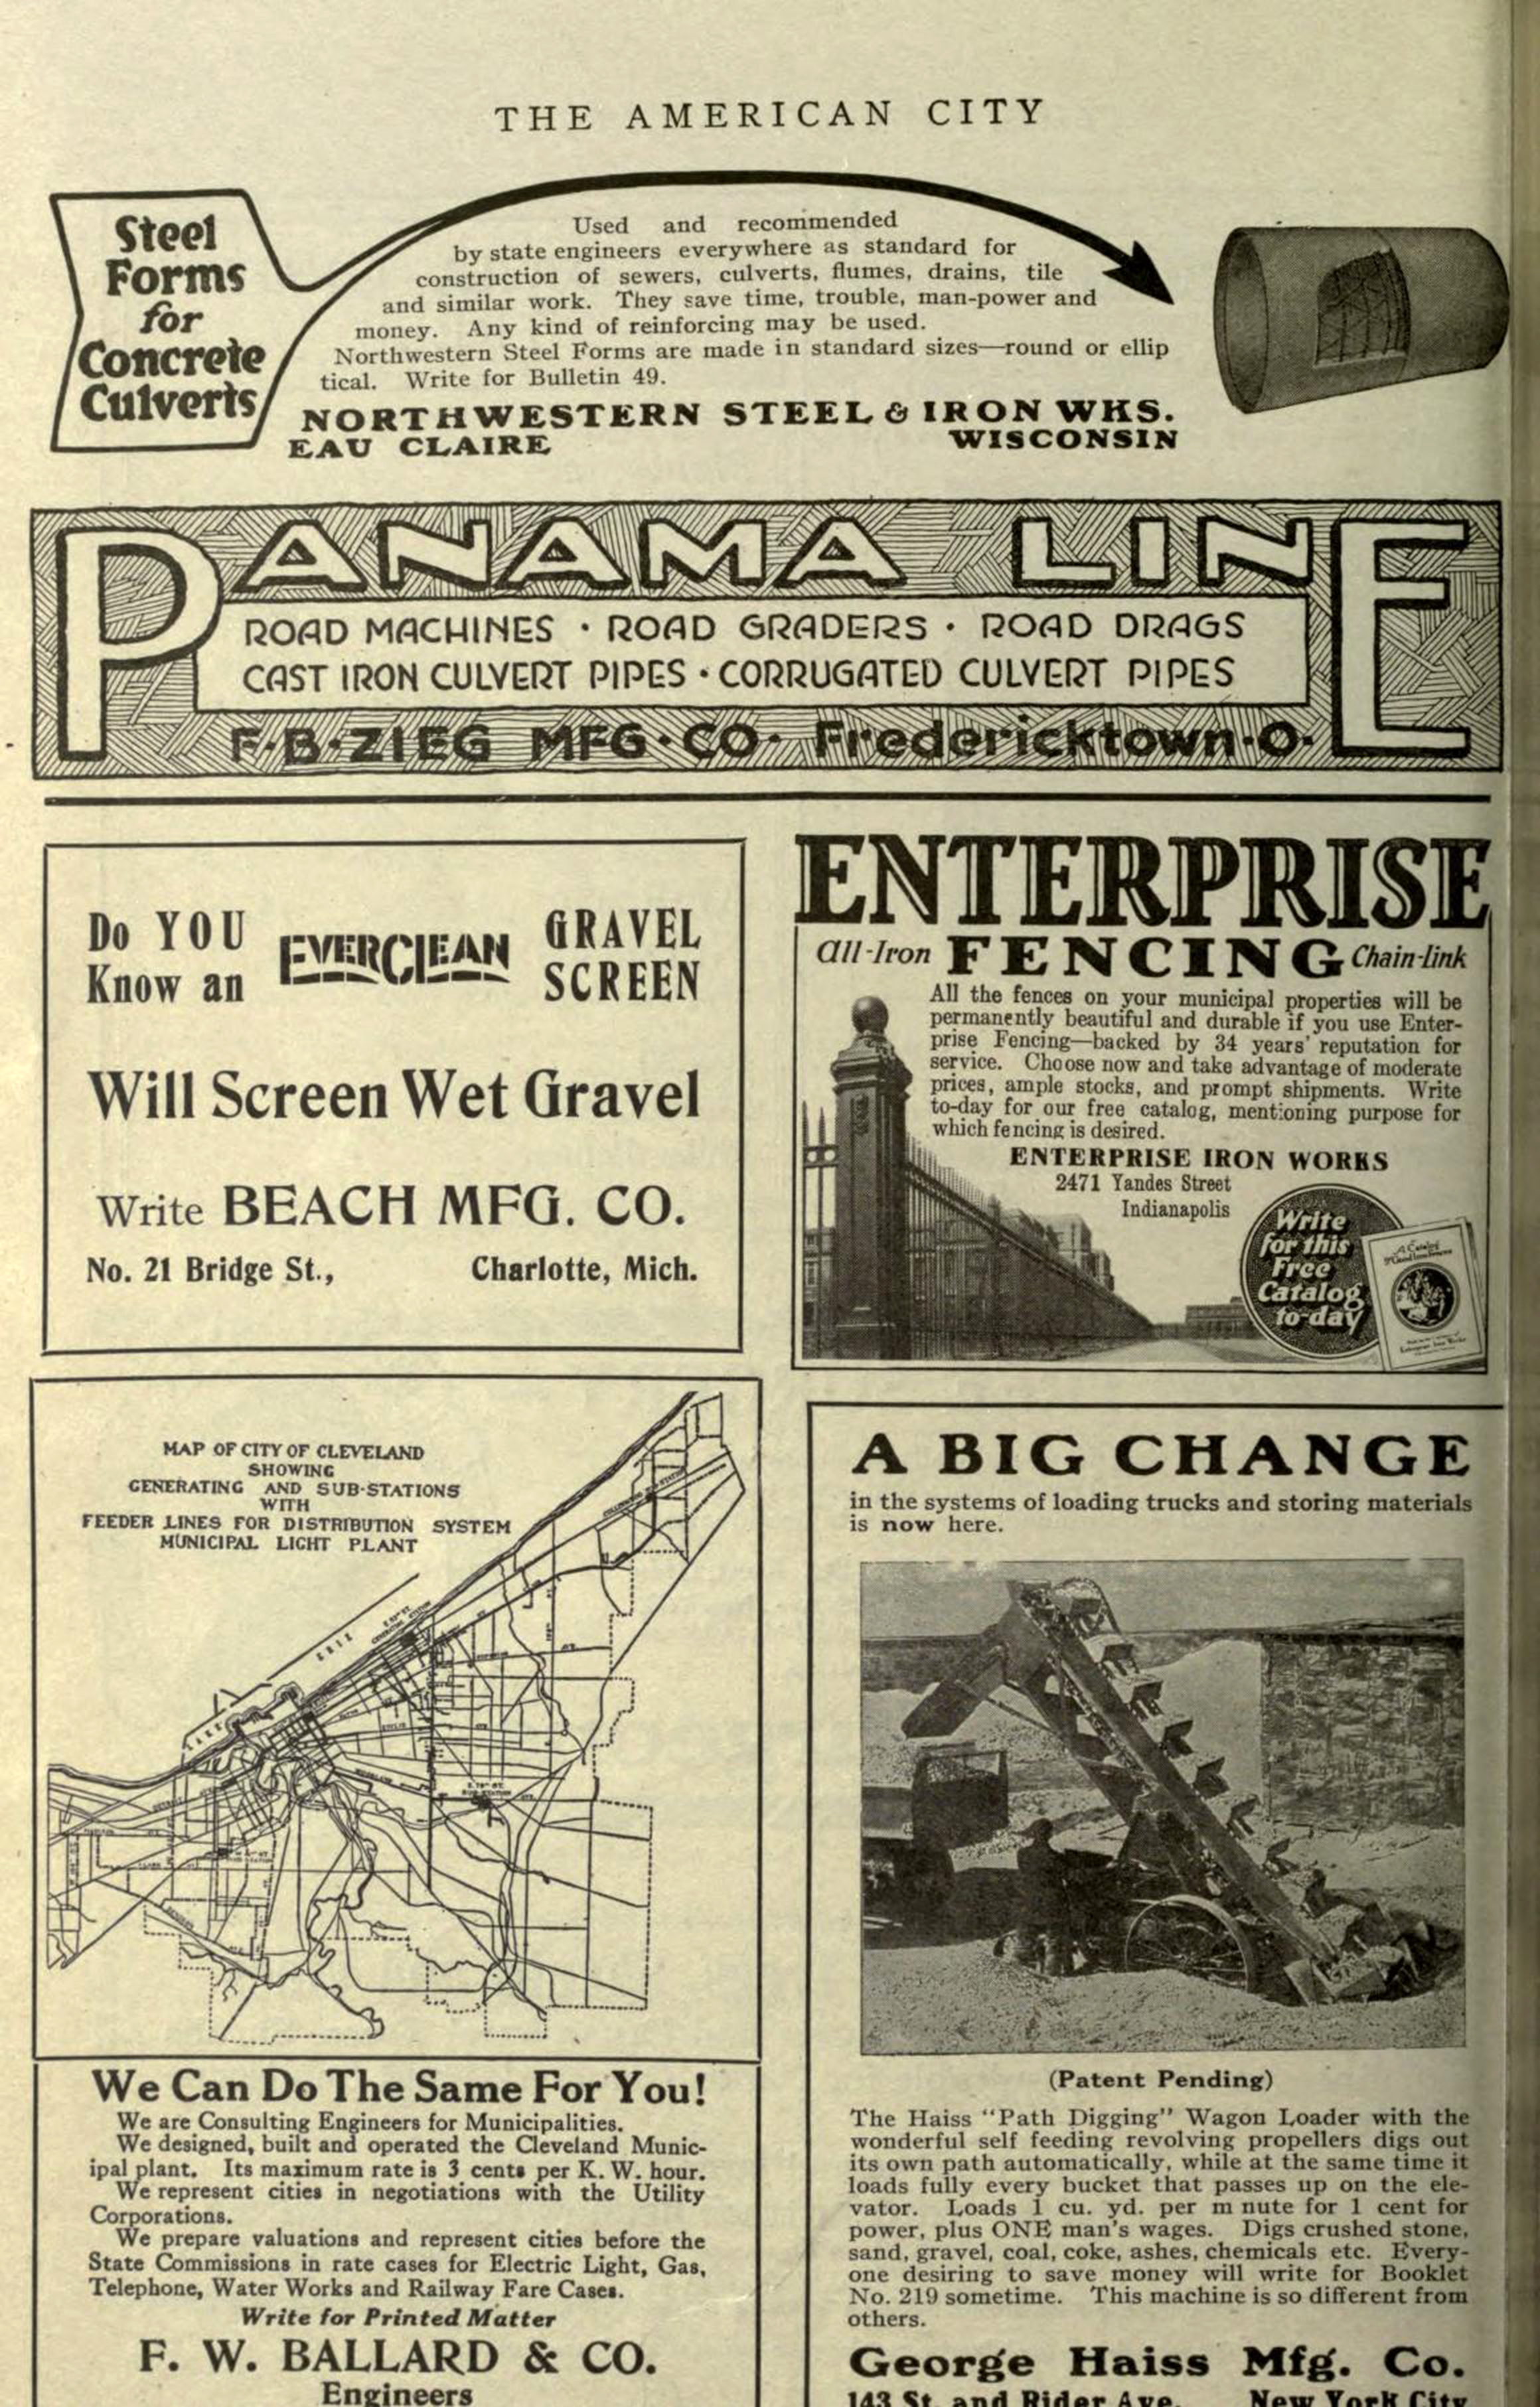 THE AMERICAN CITY
Steel
Forms
for
Concrete
Culverts
Used and recommended
by state engineers everywhere as standard for
construction of sewers, culverts, flumes, drains, tile
and similar work. They save time, trouble, man-power and
money. Any kind of reinforcing may be used.
Northwestern Steel Forms are made in standard sizes—round or ellip
tical. Write for Bulletin 49.
NORTHWESTERN STEEL & IRON WKS.
EAU CLAIRE WISCONSIN
PANAMA LINE
ROAD MACHINES · ROAD GRADERS · ROAD DRAGS
CAST IRON CULVERT PIPES · CORRUGATED CULVERT PIPES
F·B·ZIEG MFG·CO· Fredericktown·O·
Do YOU
Know an
EVERCLEAN
GRAVEL
SCREEN
Will Screen Wet Gravel
Write BEACH MFG. CO.
No. 21 Bridge St., Charlotte, Mich.
ENTERPRISE
All-Iron FENCING Chain-link
All the fences on your municipal properties will be
permanently beautiful and durable if you use Enter-
prise Fencing—backed by 34 years' reputation for
service. Choose now and take advantage of moderate
prices, ample stocks, and prompt shipments. Write
to-day for our free catalog, mentioning purpose for
which fencing is desired.
ENTERPRISE IRON WORKS
2471 Yandes Street
Indianapolis
Write
for this
Free
Catalog
to-day
A Catalog
Enterprise Iron Works
MAP OF CITY OF CLEVELAND
SHOWING
GENERATING AND SUB-STATIONS
WITH
FEEDER LINES FOR DISTRIBUTION SYSTEM
MUNICIPAL LIGHT PLANT
LAKE ERIE
We Can Do The Same For You!
We are Consulting Engineers for Municipalities.
We designed, built and operated the Cleveland Munic-
ipal plant. Its maximum rate is 3 cents per K. W. hour.
We represent cities in negotiations with the Utility
Corporations.
We prepare valuations and represent cities before the
State Commissions in rate cases for Electric Light, Gas,
Telephone, Water Works and Railway Fare Cases.
Write for Printed Matter
F. W. BALLARD & CO.
Engineers
A BIG CHANGE
in the systems of loading trucks and storing materials
is now here.
(Patent Pending)
The Haiss "Path Digging" Wagon Loader with the
wonderful self feeding revolving propellers digs out
its own path automatically, while at the same time it
loads fully every bucket that passes up on the ele-
vator. Loads 1 cu. yd. per m nute for 1 cent for
power, plus ONE man's wages. Digs crushed stone,
sand, gravel, coal, coke, ashes, chemicals etc. Every-
one desiring to save money will write for Booklet
No. 219 sometime. This machine is so different from
others.
George Haiss Mfg. Co.
143 St. and Rider Ave. New York City